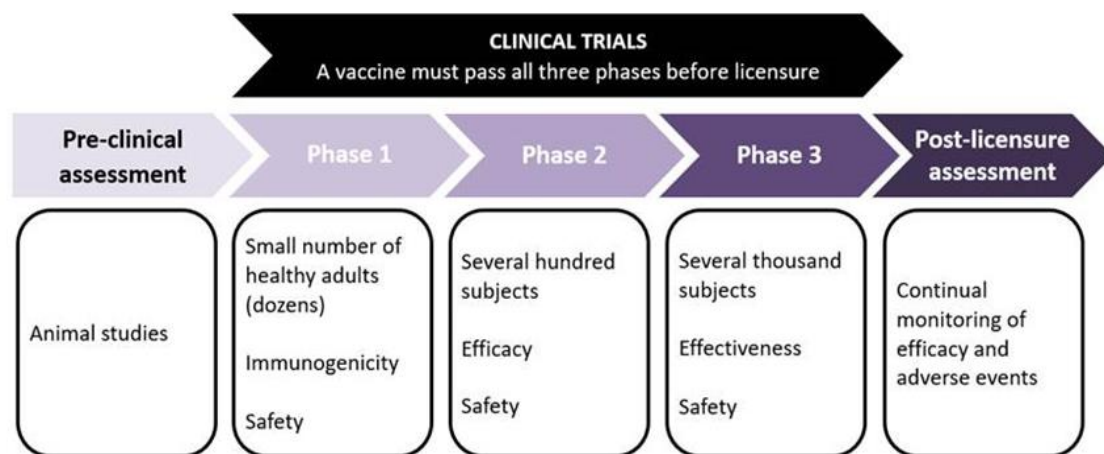 CLINICAL TRIALS
A vaccine must pass all three phases before licensure
Pre-clinical
assessment
Phase 1
Phase 2
Phase 3
Post-licensure
assessment
Animal studies
Small number of
healthy adults
(dozens)
Immunogenicity
Safety
Several hundred
subjects
Efficacy
Safety
Several thousand
subjects
Effectiveness
Safety
Continual
monitoring of
efficacy and
adverse events